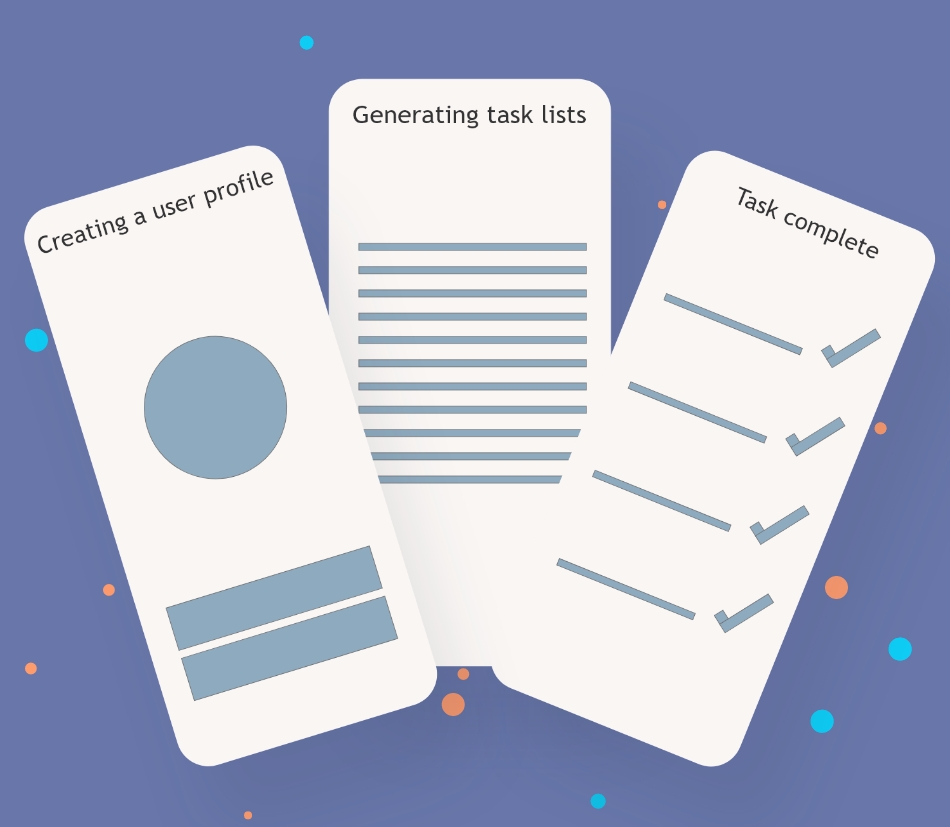 Creating a user profile
Generating task lists
Task complete